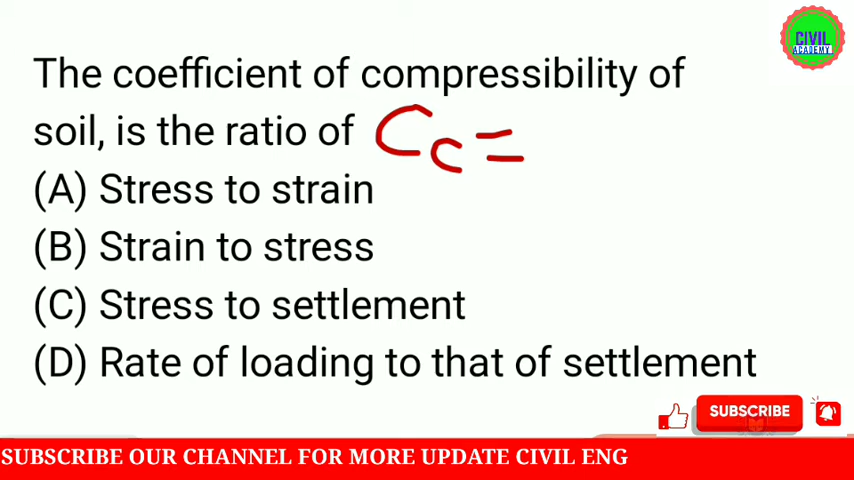 CIVIL
ACADEMY
The coefficient of compressibility of
soil, is the ratio of Cc =
(A) Stress to strain
(B) Strain to stress
(C) Stress to settlement
(D) Rate of loading to that of settlement
SUBSCRIBE
SUBSCRIBE OUR CHANNEL FOR MORE UPDATE CIVIL ENG